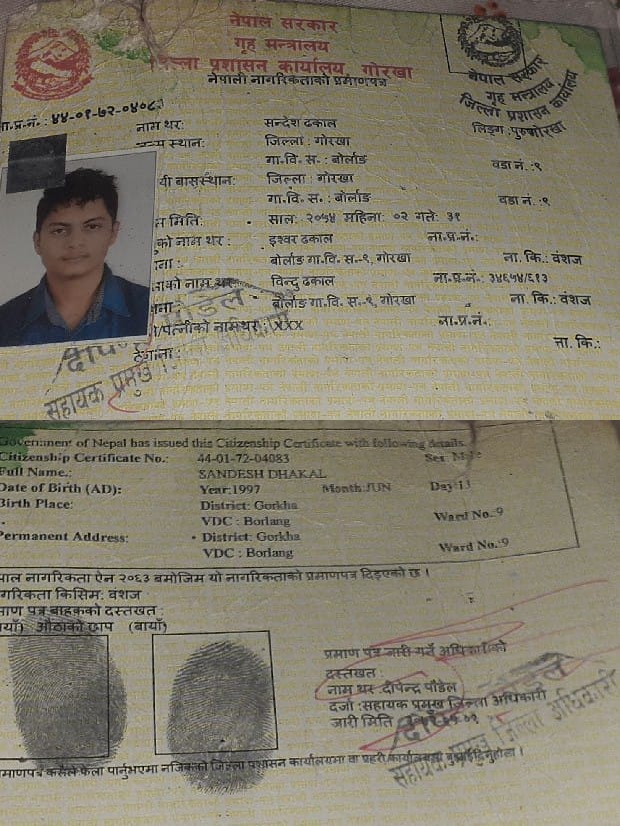 नेपाल सरकार
गृह मन्त्रालय
जिल्ला प्रशासन कार्यालय, गोरखा
नेपाली नागरिकताको प्रमाणपत्र
नेपाल सरकार
गृह मन्त्रालय
जिल्ला प्रशासन कार्यालय
गोरखा
ना.प्र.नं.: ४४-०१-७२-०४०८३
नाम थर: सन्देश ढकाल लिङ्ग: पुरुष
स्थान: जिल्ला : गोरखा
गा.वि. स. : बोर्लाङ वडा नं.: ९
यी बासस्थान: जिल्ला : गोरखा
गा.वि. स. : बोर्लाङ वडा नं.: ९
मिति: साल: २०५४ महिना: ०२ गते: ३१
को नाम थर : इश्वर ढकाल ना.प्र.नं.:
बोर्लाङ गा.वि. स.-९, गोरखा ना. कि.: वंशज
को नाम थर: विन्दु ढकाल ना.प्र.नं.: ३४६५४/६१३
बोर्लाङ गा.वि. स.-९, गोरखा ना. कि.: वंशज
/पत्नीको नाम थर: XXX ना.प्र.नं.:
ठेगाना: ना. कि.:
सहायक प्रमुख जिल्ला अधिकारी
Government of Nepal has issued this Citizenship Certificate with following details.
Citizenship Certificate No.: 44-01-72-04083 Sex: Male
Full Name.: SANDESH DHAKAL
Date of Birth (AD): Year:1997 Month:JUN Day:13
Birth Place: District: Gorkha
VDC : Borlang Ward No.:9
Permanent Address: District: Gorkha
VDC : Borlang Ward No.:9
पाल नागरिकता ऐन २०६३ बमोजिम यो नागरिकताको प्रमाणपत्र दिइएको छ ।
गरिकता किसिम: वंशज
माण पत्र बाहकको दस्तखत :
याँ) औंठाको छाप (बायाँ)
प्रमाण पत्र जारी गर्ने अधिकारीको
दस्तखत :
नाम थर :दीपेन्द्र पौडेल
दर्जा :सहायक प्रमुख जिल्ला अधिकारी
जारी मिति :
सहायक प्रमुख जिल्ला अधिकारी
माणपत्र कसैले फेला पार्नुभएमा नजिकको जिल्ला प्रशासन कार्यालयमा वा प्रहरी कार्यालयमा बुझाईदिनुहोला ।